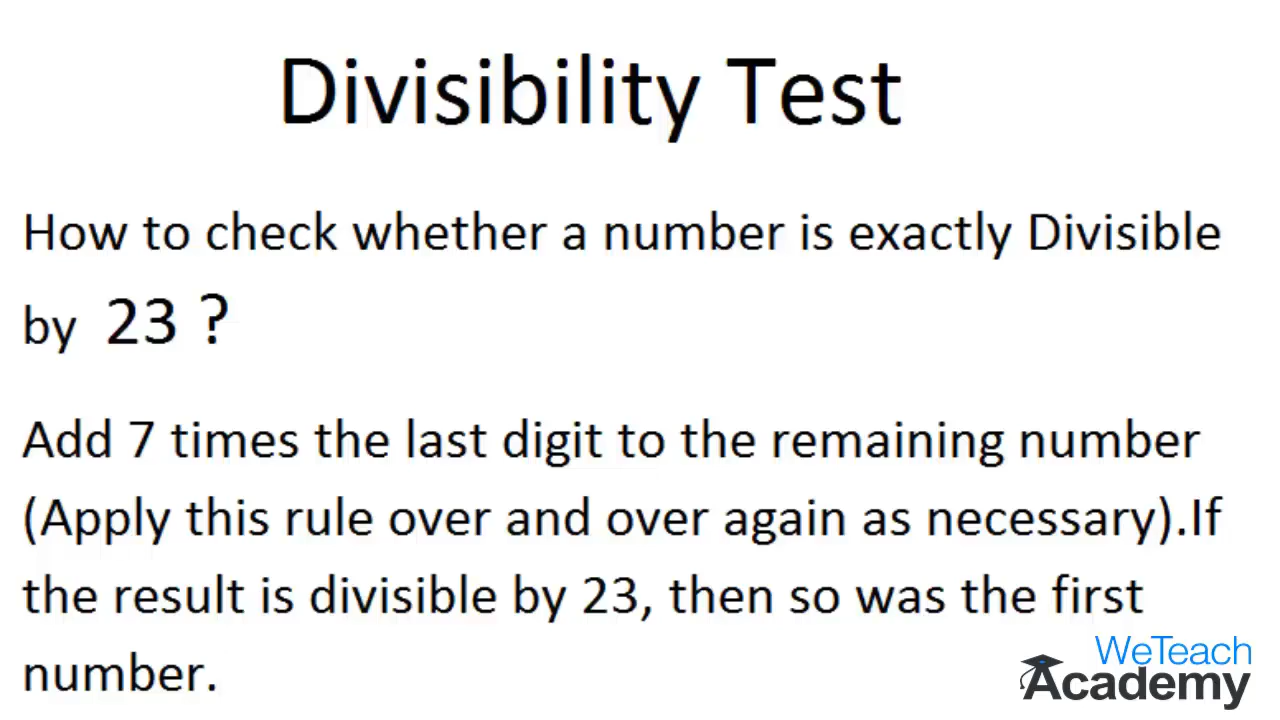 Divisibility Test
How to check whether a number is exactly Divisible
by 23 ?
Add 7 times the last digit to the remaining number
(Apply this rule over and over again as necessary).If
the result is divisible by 23, then so was the first
number.
WeTeach
Academy